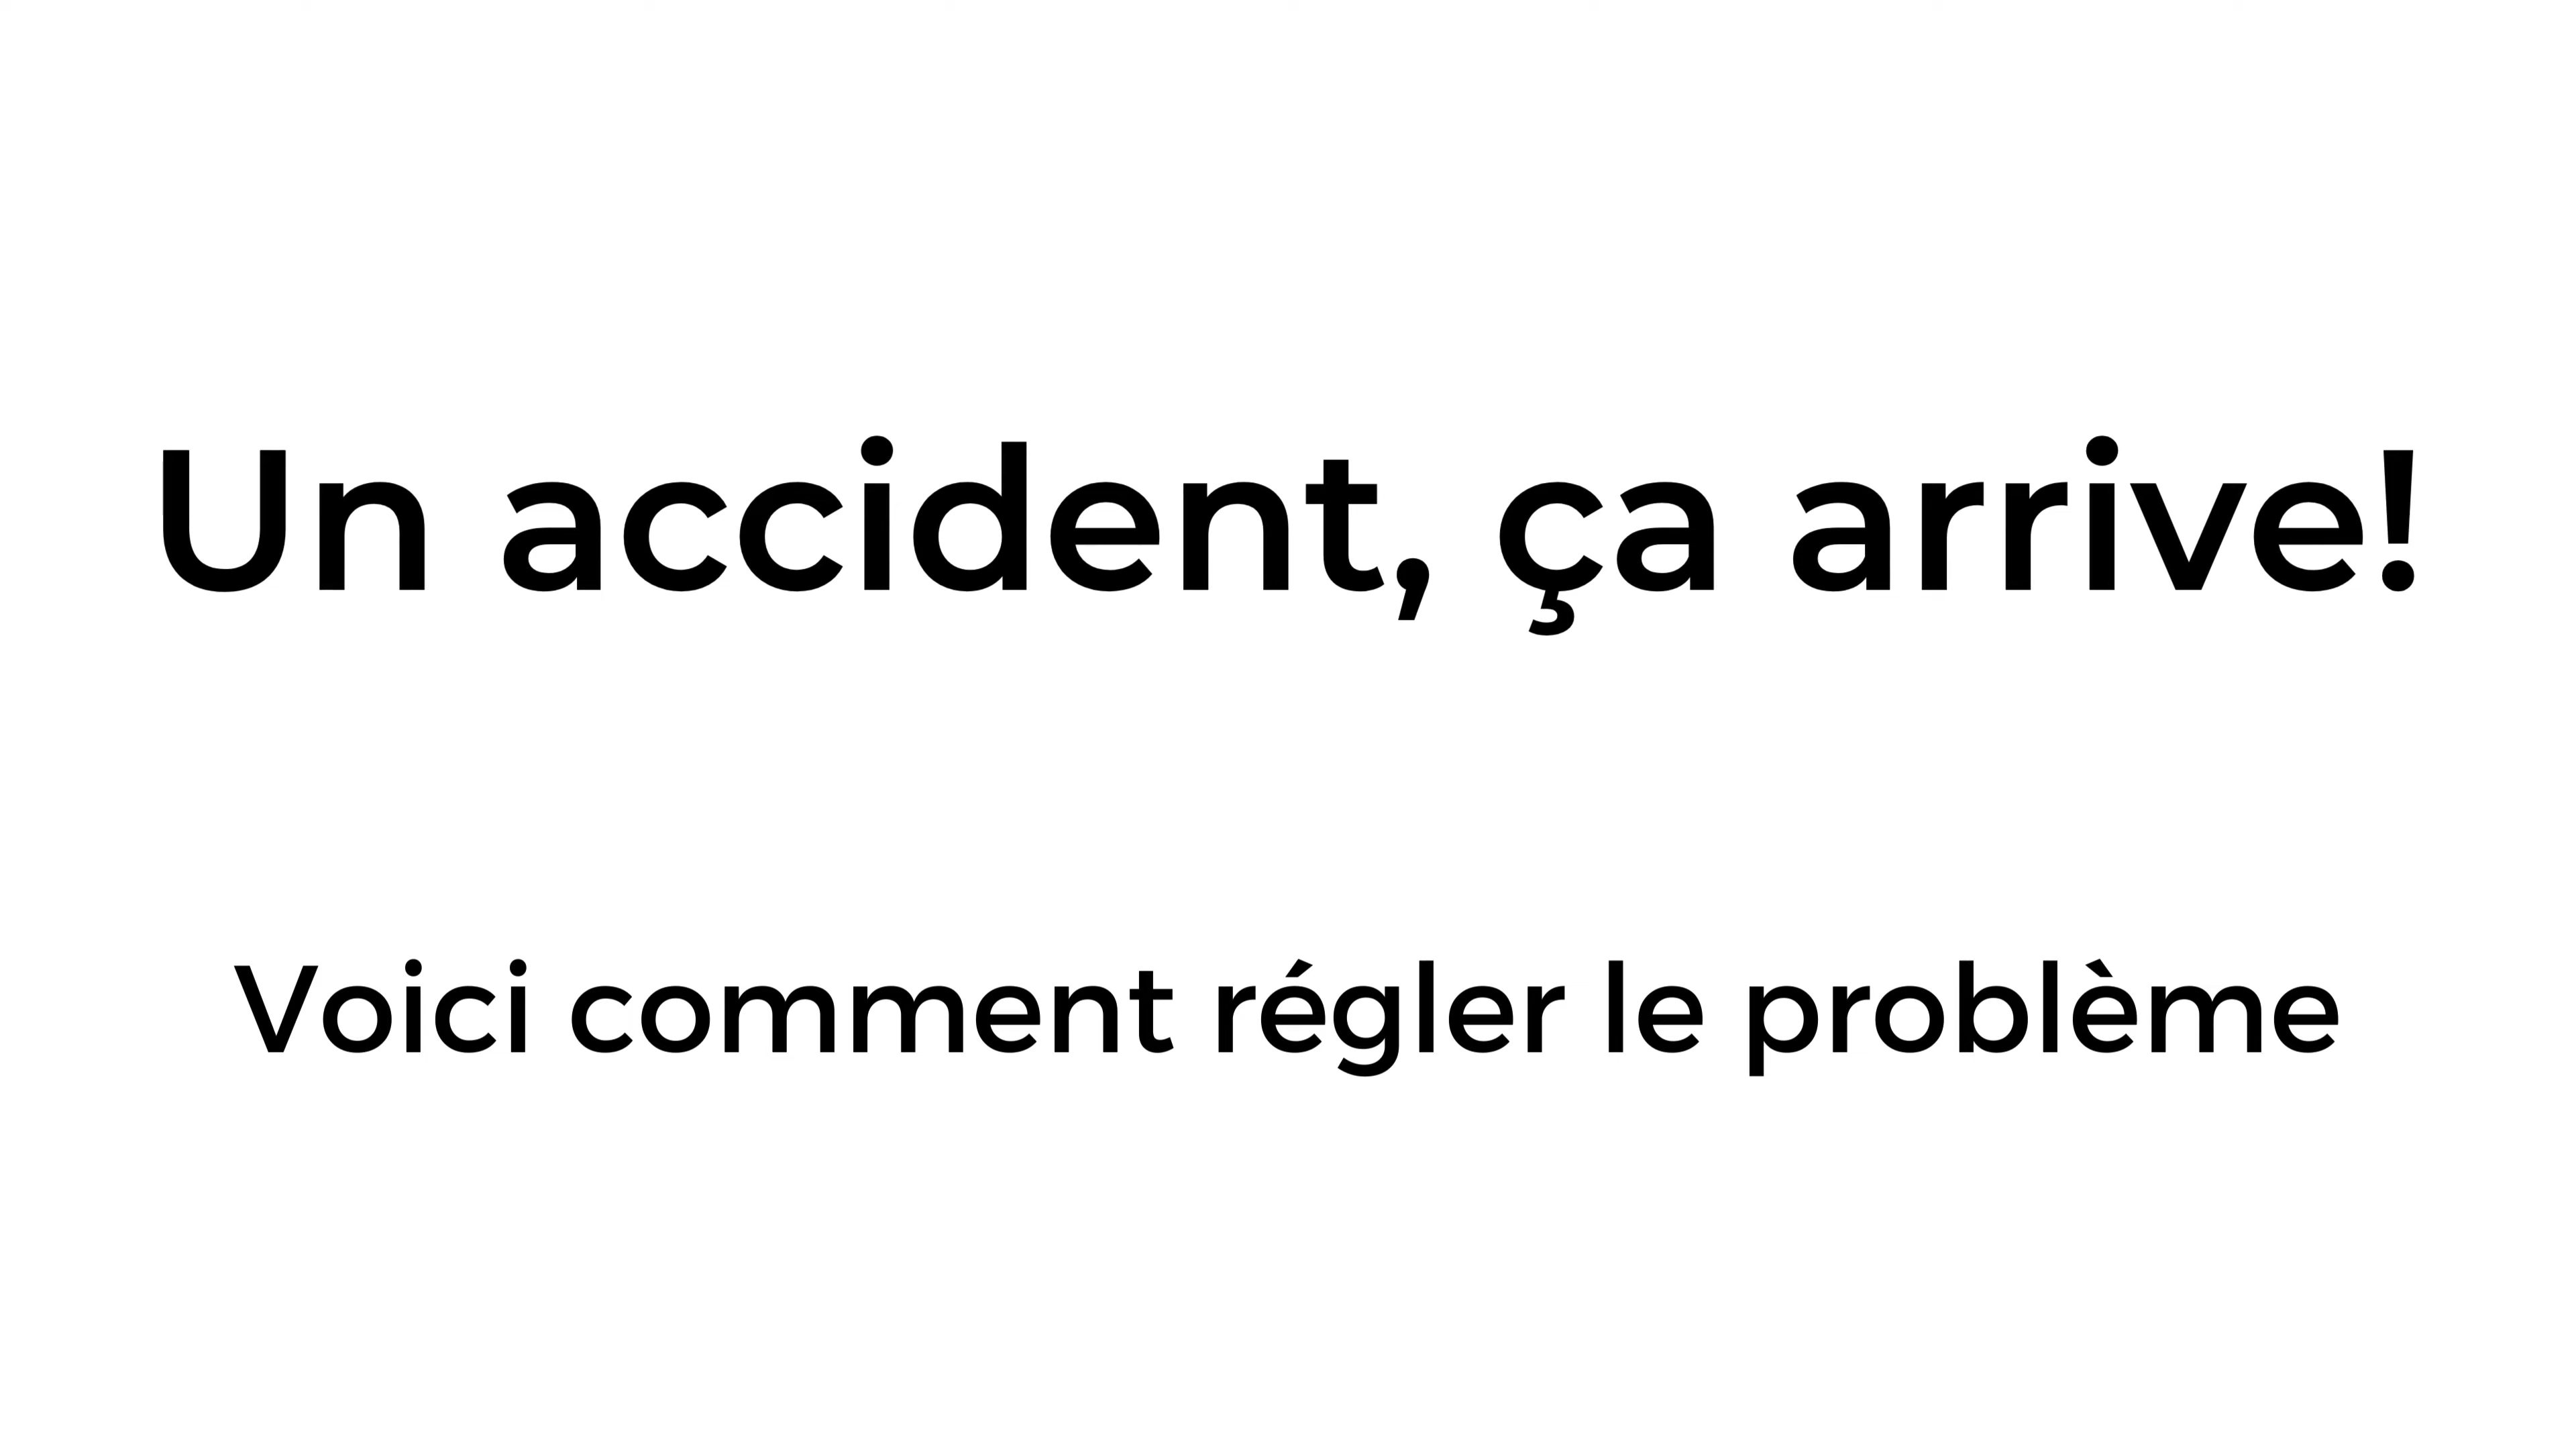 Un accident, ça arrive!
Voici comment régler le problème